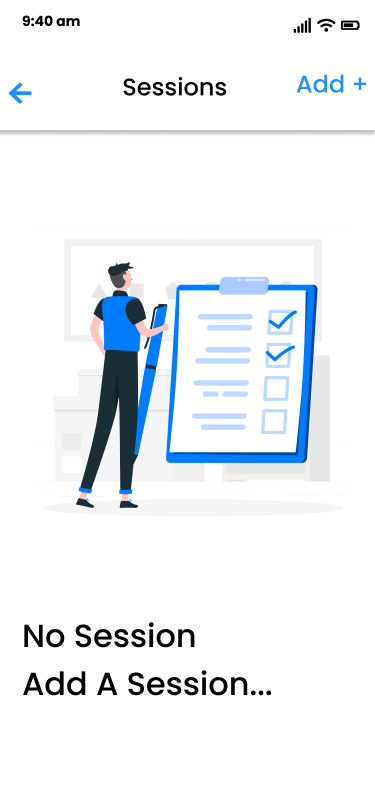 9:40 am
Sessions
Add +
No Session
Add A Session...